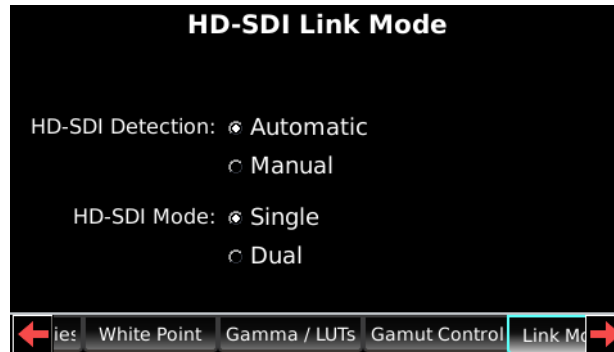 HD-SDI Link Mode
HD-SDI Detection: Automatic
Manual
HD-SDI Mode: Single
Dual
White Point Gamma / LUTs Gamut Control Link